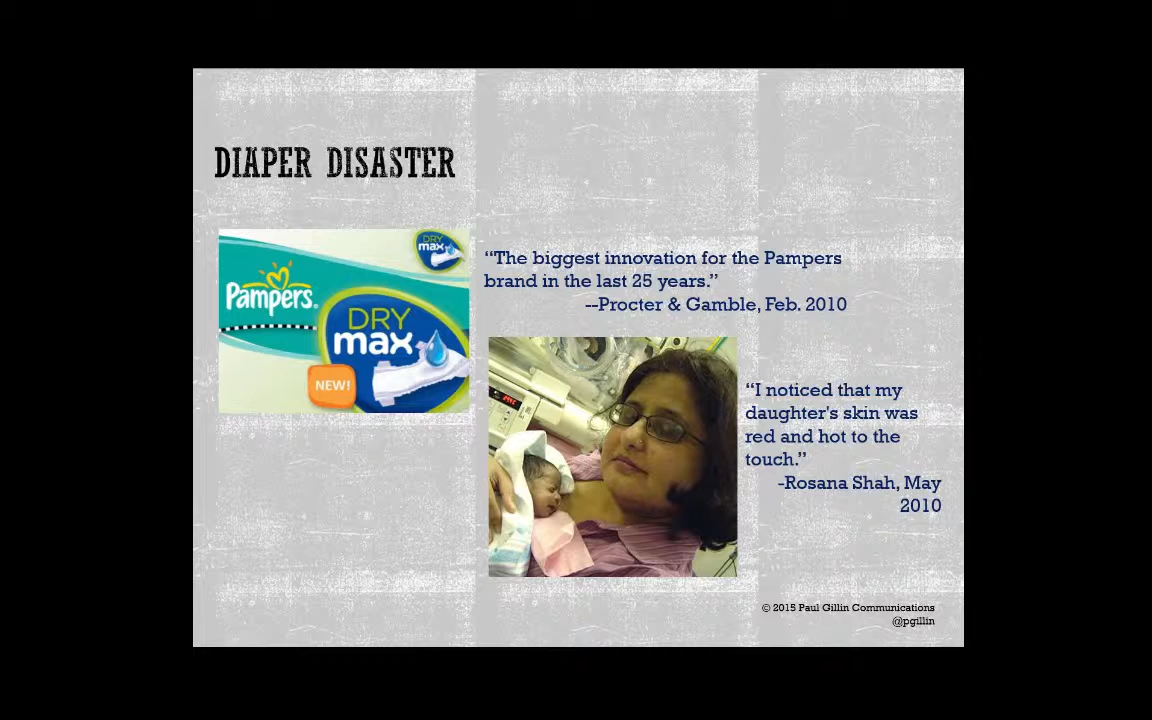 DIAPER DISASTER
DRY
max
Pampers
DRY
max
NEW!
“The biggest innovation for the Pampers
brand in the last 25 years.”
--Procter & Gamble, Feb. 2010
“I noticed that my
daughter's skin was
red and hot to the
touch.”
-Rosana Shah, May
2010
© 2015 Paul Gillin Communications
@pgillin